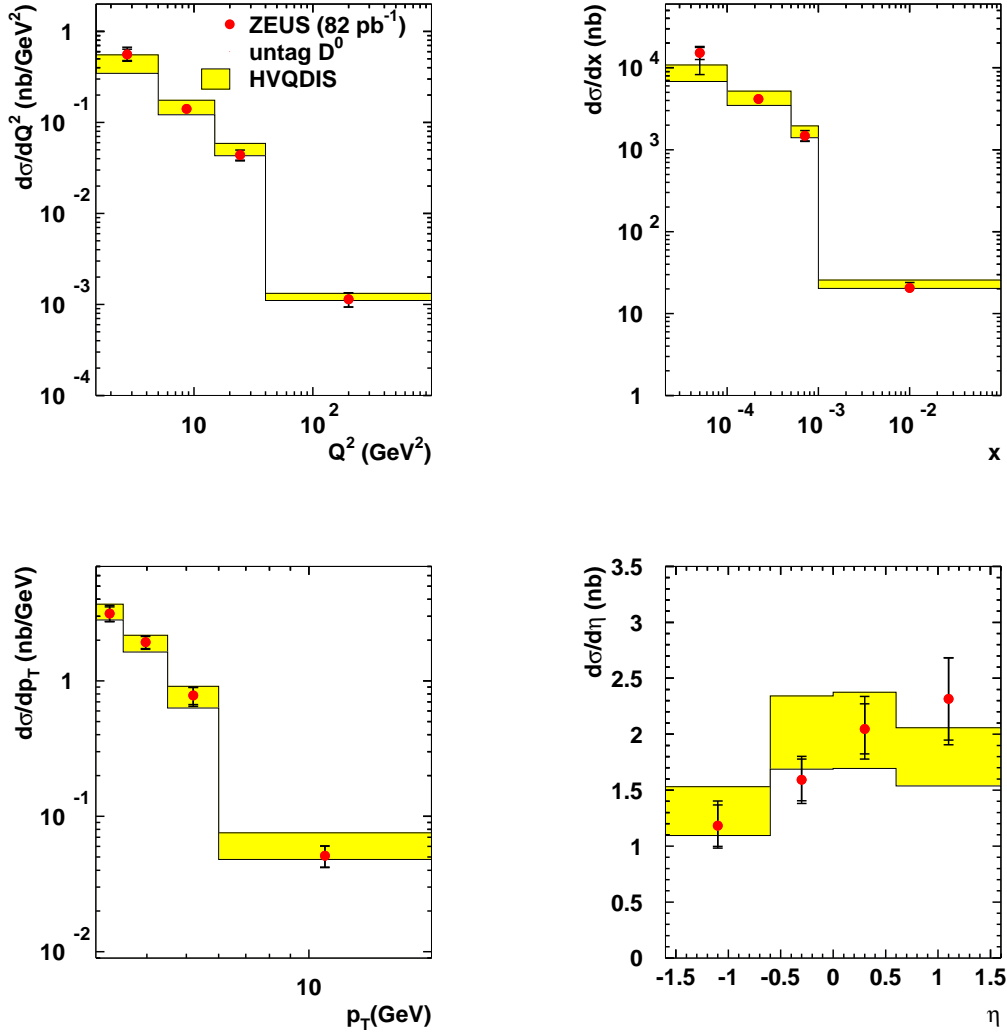 ZEUS (82 pb⁻¹)
untag D⁰
HVQDIS
dσ/dQ² (nb/GeV²)
1
10⁻¹
10⁻²
10⁻³
10⁻⁴
10
10²
Q² (GeV²)
dσ/dx (nb)
10⁴
10³
10²
10
1
10⁻⁴
10⁻³
10⁻²
x
dσ/dp_T (nb/GeV)
1
10⁻¹
10⁻²
10
p_T(GeV)
dσ/dη (nb)
3.5
3
2.5
2
1.5
1
0.5
0
-1.5 -1 -0.5 0 0.5 1 1.5
η